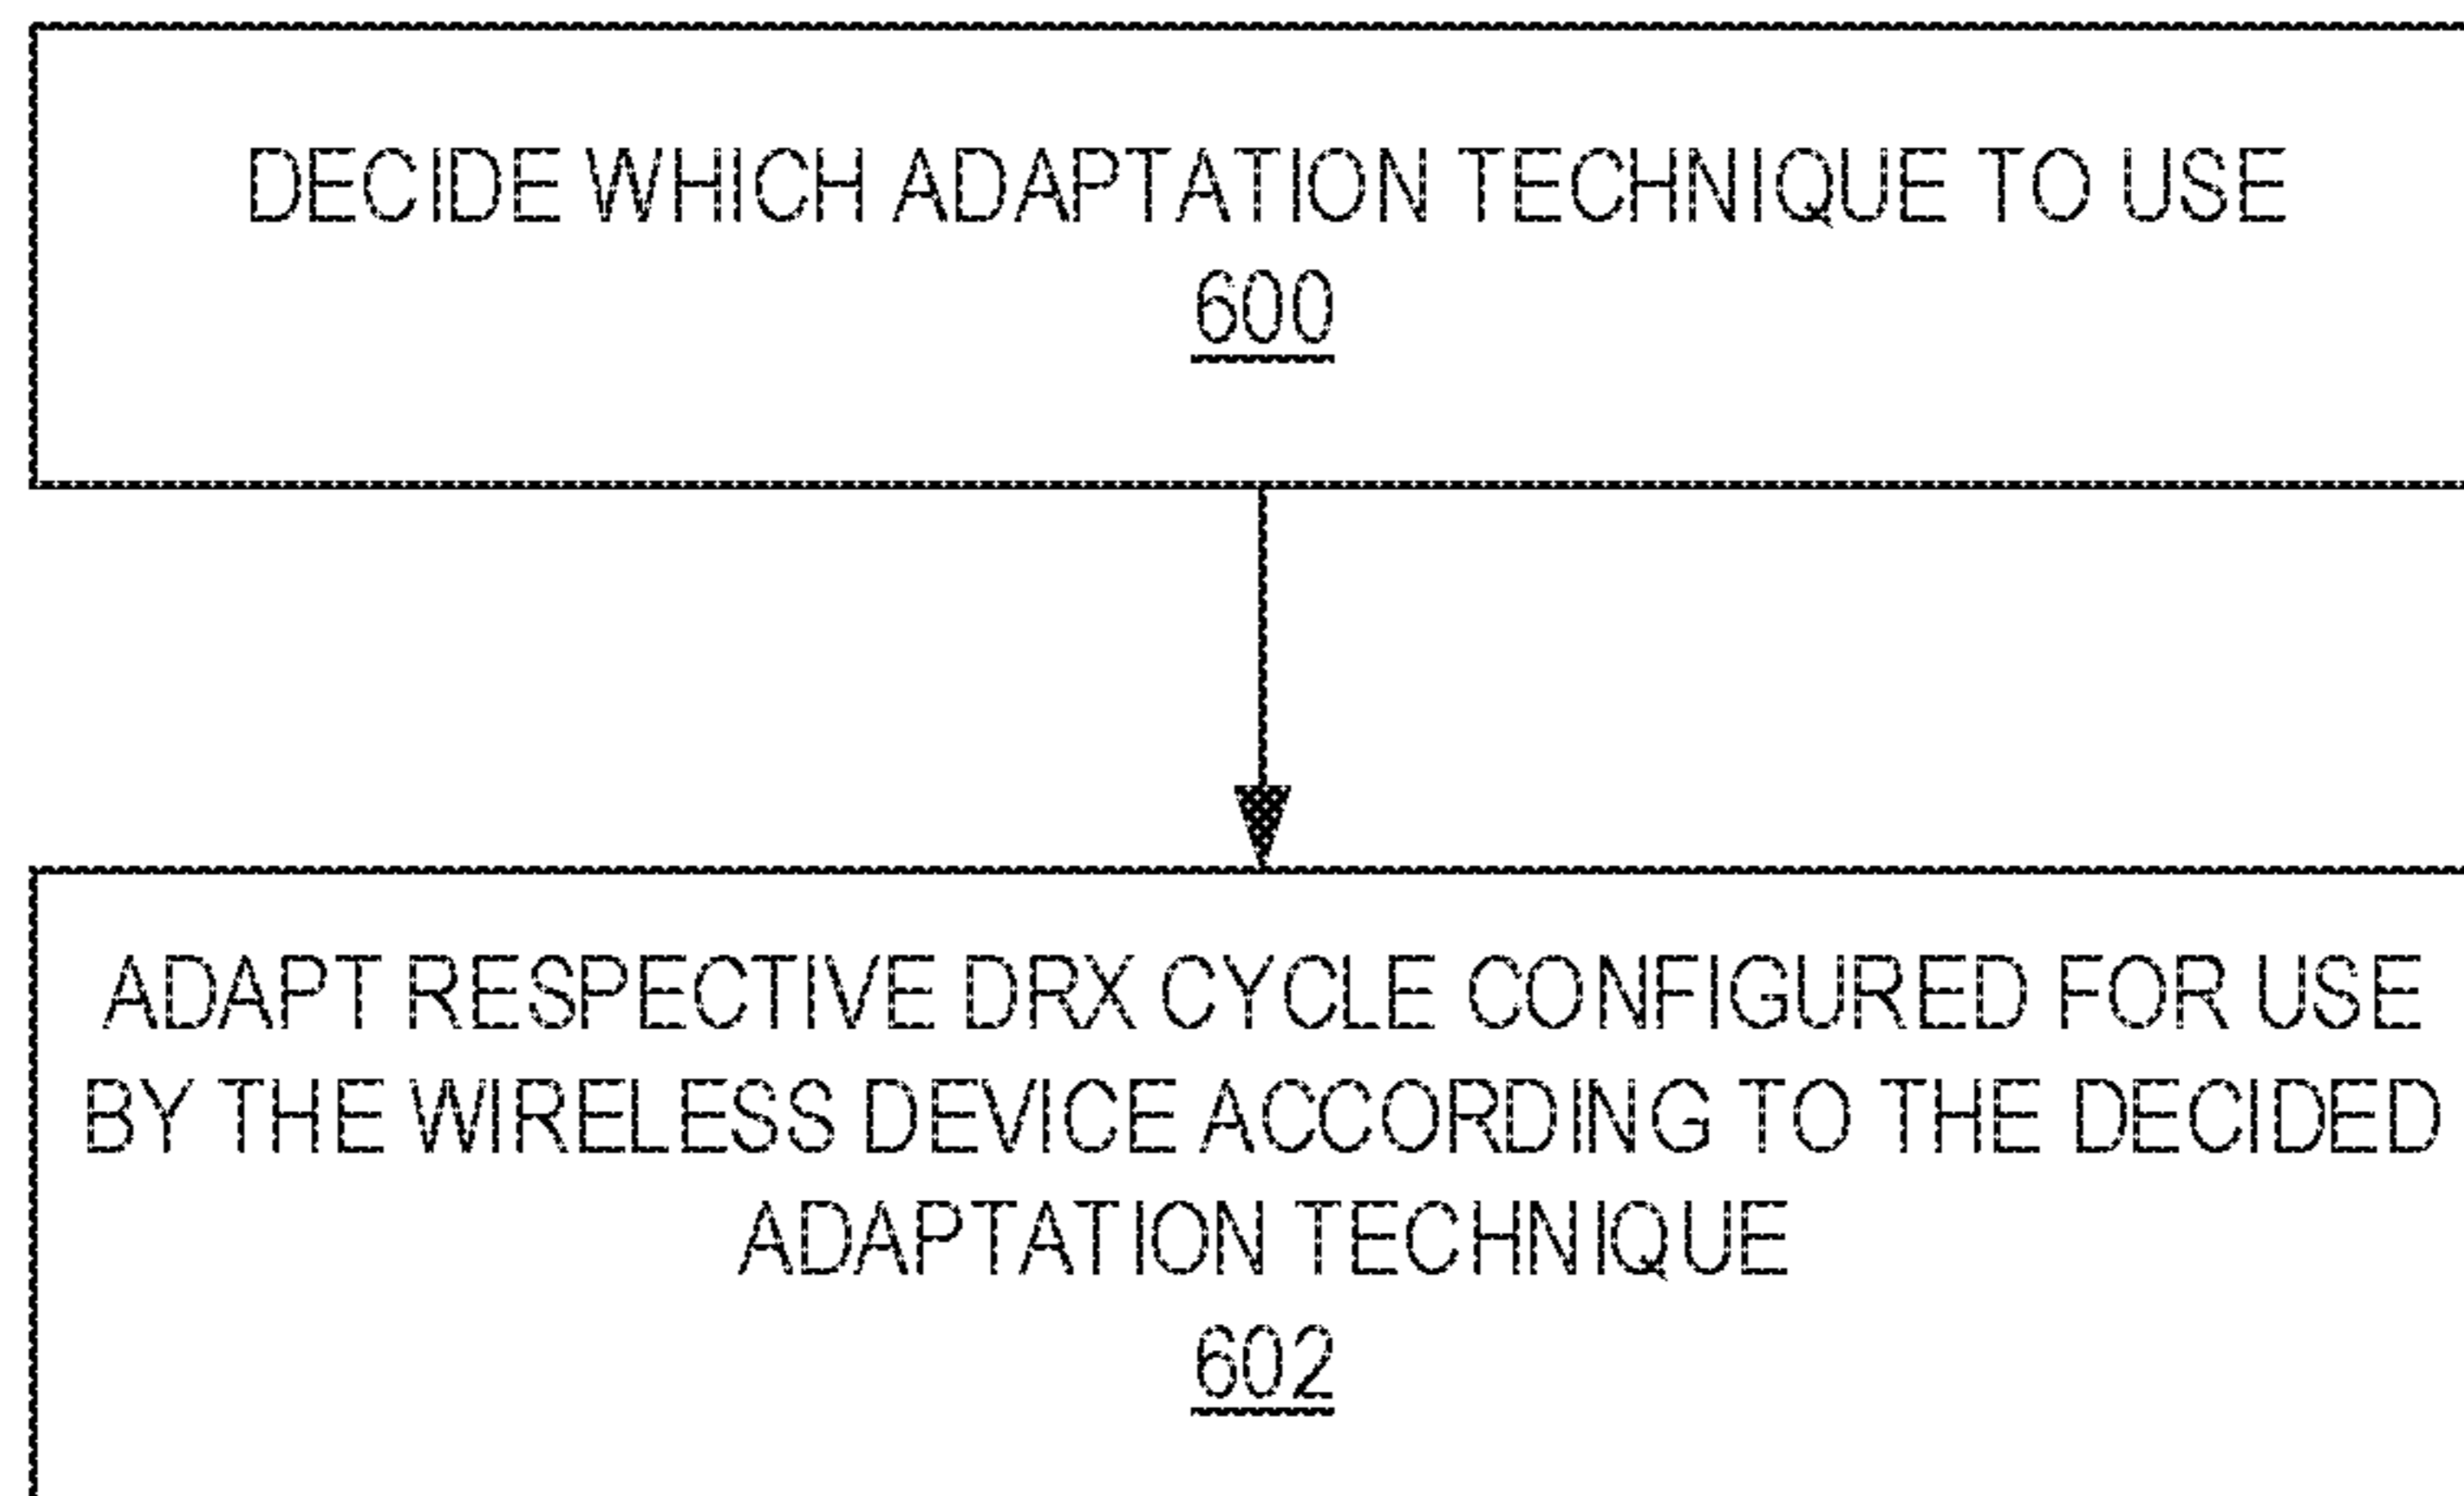 DECIDE WHICH ADAPTATION TECHNIQUE TO USE
600
ADAPT RESPECTIVE DRX CYCLE CONFIGURED FOR USE
BY THE WIRELESS DEVICE ACCORDING TO THE DECIDED
ADAPTATION TECHNIQUE
602